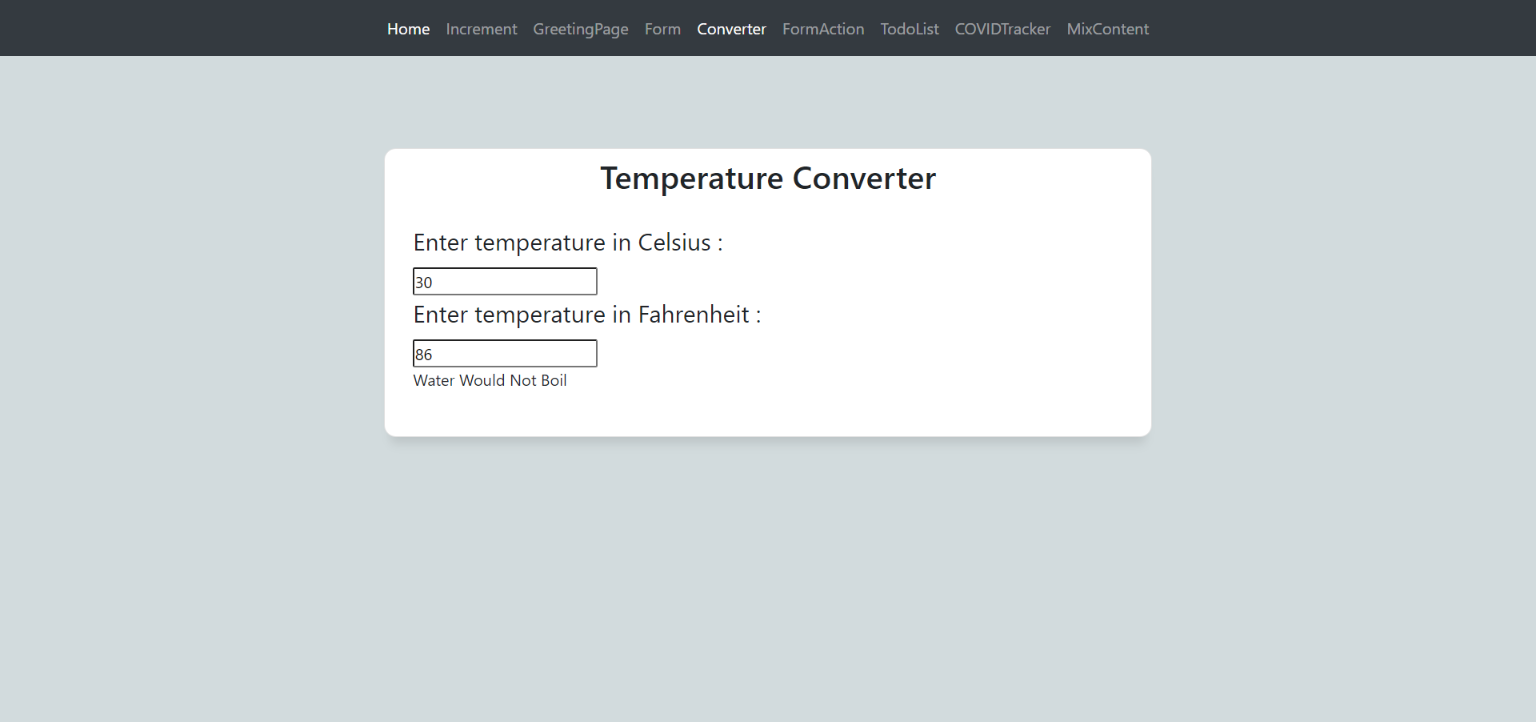 Home Increment GreetingPage Form Converter FormAction TodoList COVIDTracker MixContent
Temperature Converter
Enter temperature in Celsius :
30
Enter temperature in Fahrenheit :
86
Water Would Not Boil